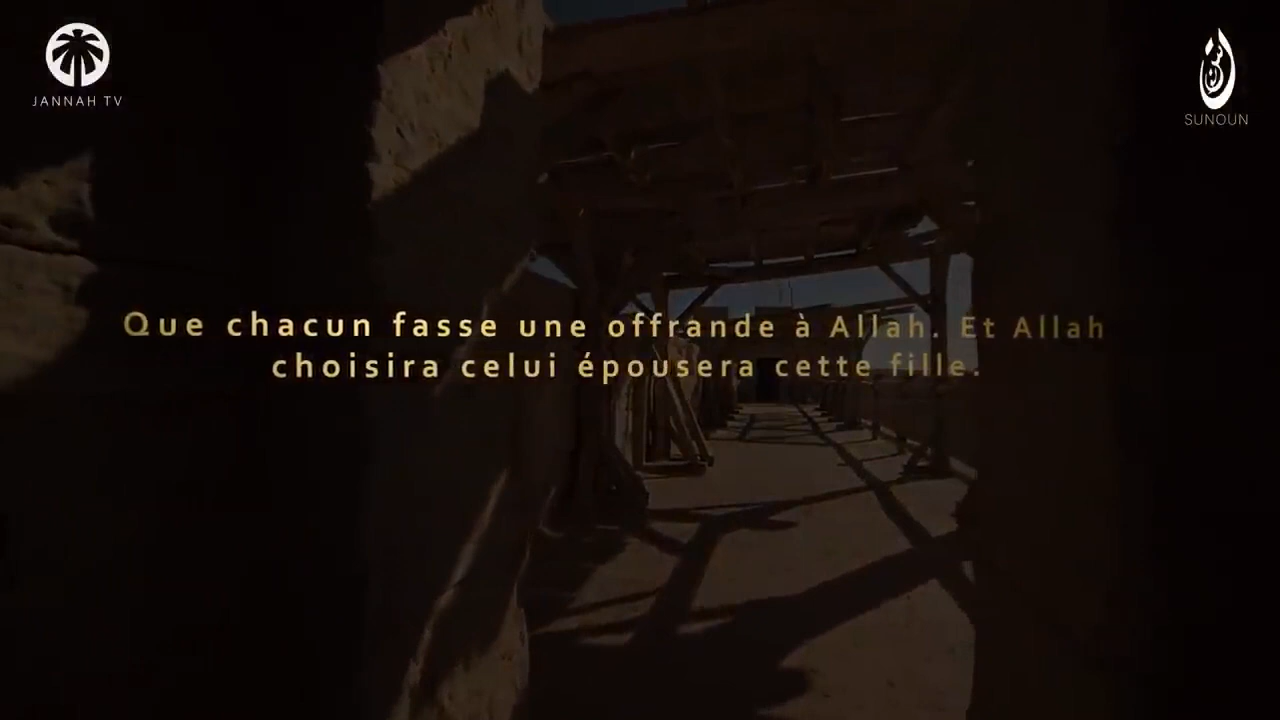 JANNAH TV
SUNOUN
Que chacun fasse une offrande à Allah. Et Allah
choisira celui épousera cette fille.